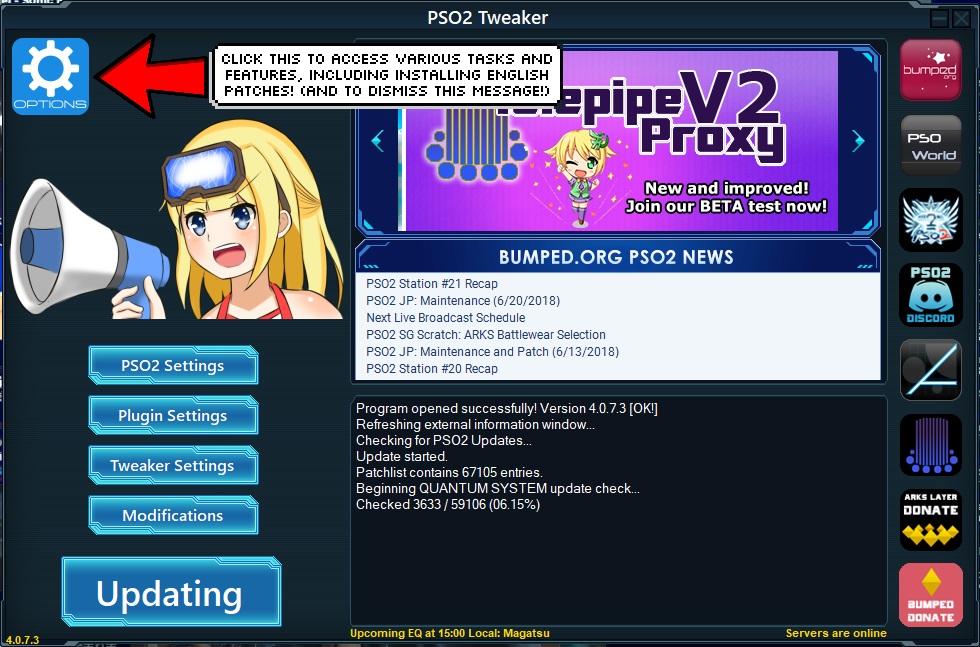 PSO2 Tweaker
OPTIONS
CLICK THIS TO ACCESS VARIOUS TASKS AND
FEATURES, INCLUDING INSTALLING ENGLISH
PATCHES! (AND TO DISMISS THIS MESSAGE!)
V2
Proxy
New and improved!
Join our BETA test now!
BUMPED.ORG PSO2 NEWS
PSO2 Station #21 Recap
PSO2 JP: Maintenance (6/20/2018)
Next Live Broadcast Schedule
PSO2 SG Scratch: ARKS Battlewear Selection
PSO2 JP: Maintenance and Patch (6/13/2018)
PSO2 Station #20 Recap
Program opened successfully! Version 4.0.7.3 [OK!]
Refreshing external information window...
Checking for PSO2 Updates...
Update started.
Patchlist contains 67105 entries.
Beginning QUANTUM SYSTEM update check...
Checked 3633 / 59106 (06.15%)
PSO2 Settings
Plugin Settings
Tweaker Settings
Modifications
Updating
4.0.7.3
Upcoming EQ at 15:00 Local: Magatsu
Servers are online
bumped
.org
PSO
World
2
PSO2
PSO2
DISCORD
ARKS LAYER
DONATE
BUMPED
DONATE